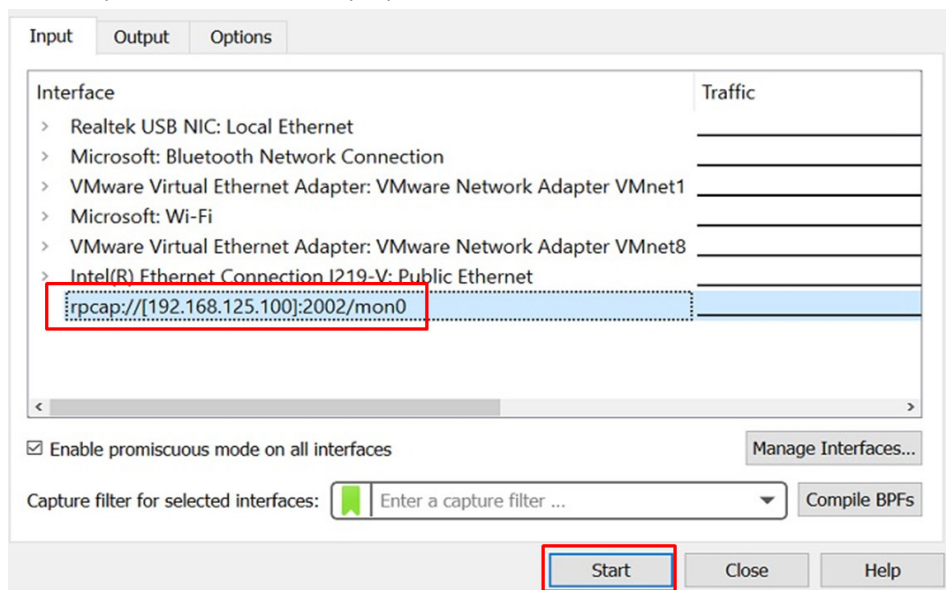 Input Output Options
Interface Traffic
> Realtek USB NIC: Local Ethernet
> Microsoft: Bluetooth Network Connection
> VMware Virtual Ethernet Adapter: VMware Network Adapter VMnet1
> Microsoft: Wi-Fi
> VMware Virtual Ethernet Adapter: VMware Network Adapter VMnet8
> Intel(R) Ethernet Connection I219-V: Public Ethernet
rpcap://[192.168.125.100]:2002/mon0
Enable promiscuous mode on all interfaces Manage Interfaces...
Capture filter for selected interfaces: Enter a capture filter ... Compile BPFs
Start Close Help